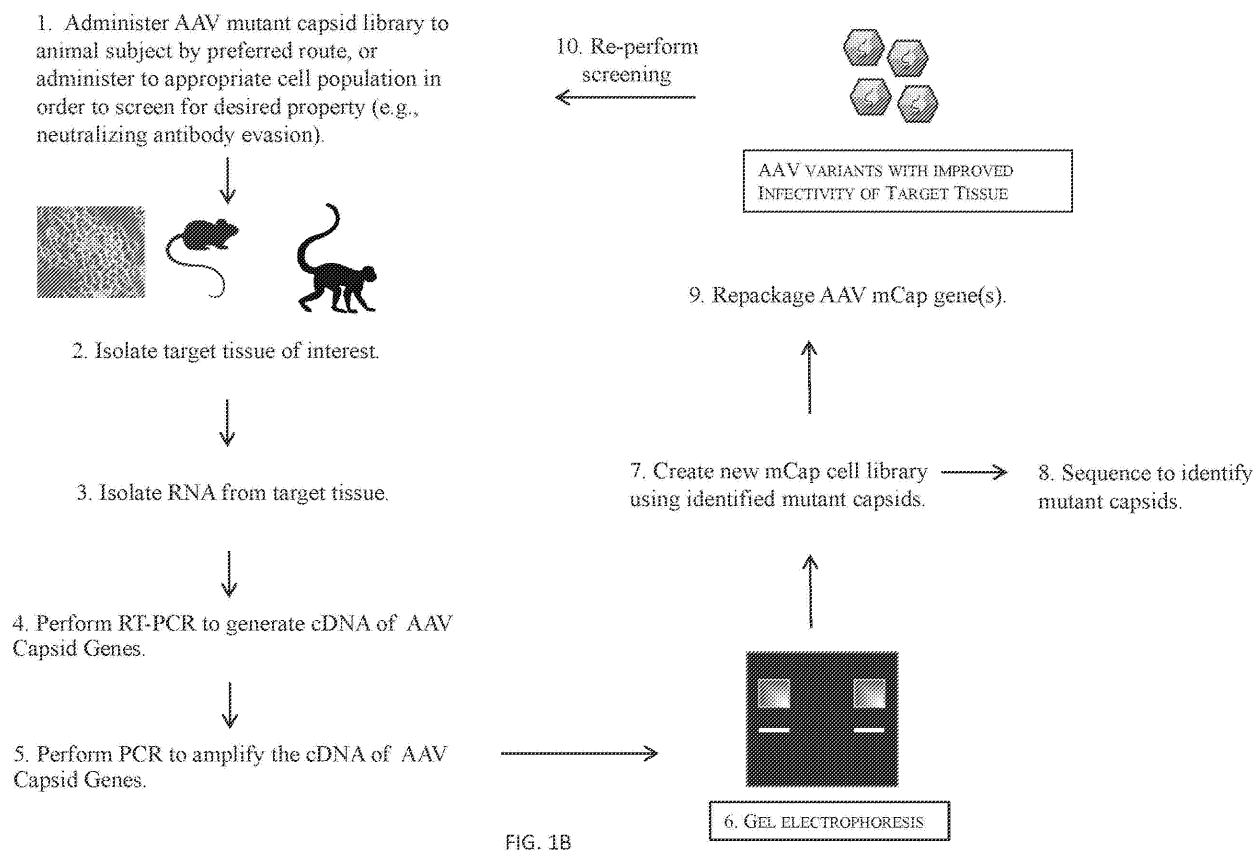 1. Administer AAV mutant capsid library to
animal subject by preferred route, or
administer to appropriate cell population in
order to screen for desired property (e.g.,
neutralizing antibody evasion).
2. Isolate target tissue of interest.
3. Isolate RNA from target tissue.
4. Perform RT-PCR to generate cDNA of AAV
Capsid Genes.
5. Perform PCR to amplify the cDNA of AAV
Capsid Genes.
6. GEL ELECTROPHORESIS
7. Create new mCap cell library
using identified mutant capsids.
8. Sequence to identify
mutant capsids.
9. Repackage AAV mCap gene(s).
AAV VARIANTS WITH IMPROVED
INFECTIVITY OF TARGET TISSUE
10. Re-perform
screening
FIG. 1B